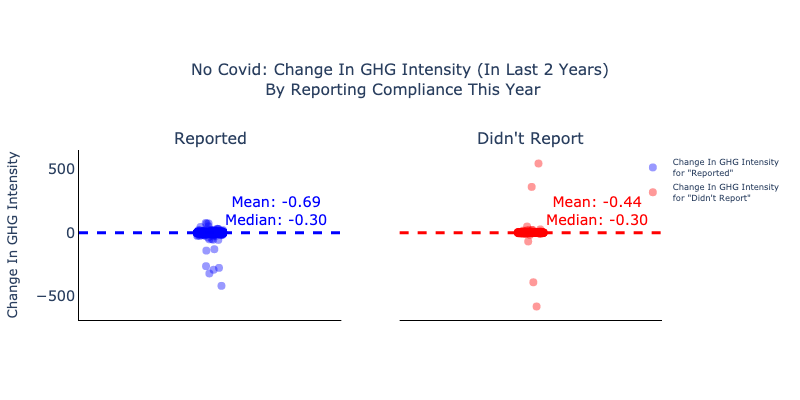 No Covid: Change In GHG Intensity (In Last 2 Years)
By Reporting Compliance This Year
Reported
Didn't Report
Change In GHG Intensity
500
0
−500
Mean: -0.69
Median: -0.30
Mean: -0.44
Median: -0.30
Change In GHG Intensity
for "Reported"
Change In GHG Intensity
for "Didn't Report"